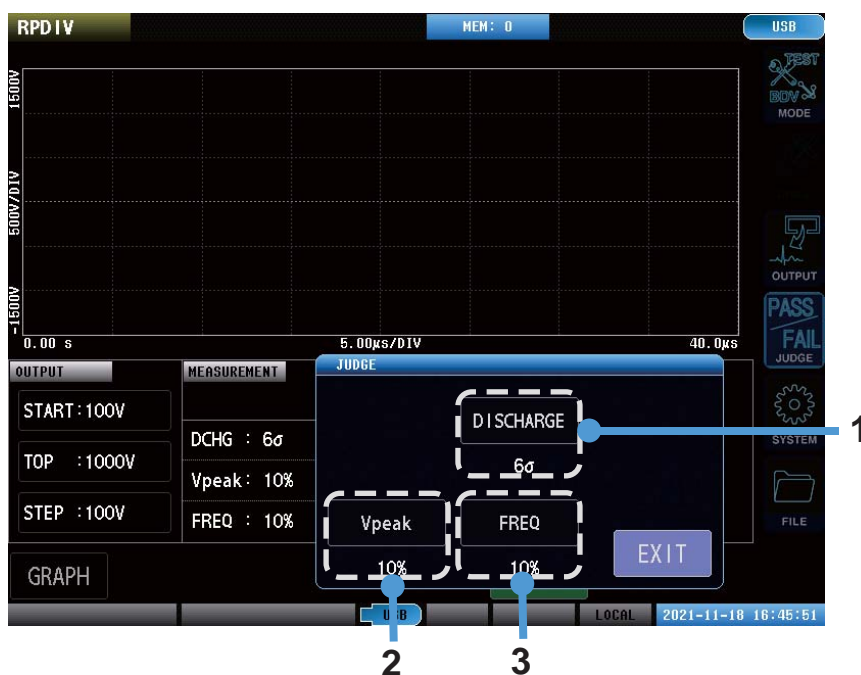 RPDIV
MEM: 0
USB
1500V
500V/DIV
-1500V
0.00 s
5.00µs/DIV
40.0µs
TEST
BDV
MODE
OUTPUT
PASS
FAIL
JUDGE
SYSTEM
FILE
OUTPUT
START:100V
TOP :1000V
STEP :100V
MEASUREMENT
DCHG : 6σ
Vpeak: 10%
FREQ : 10%
JUDGE
DISCHARGE
6σ
Vpeak
10%
FREQ
10%
EXIT
1
GRAPH
USB
LOCAL
2021-11-18 16:45:51
2
3